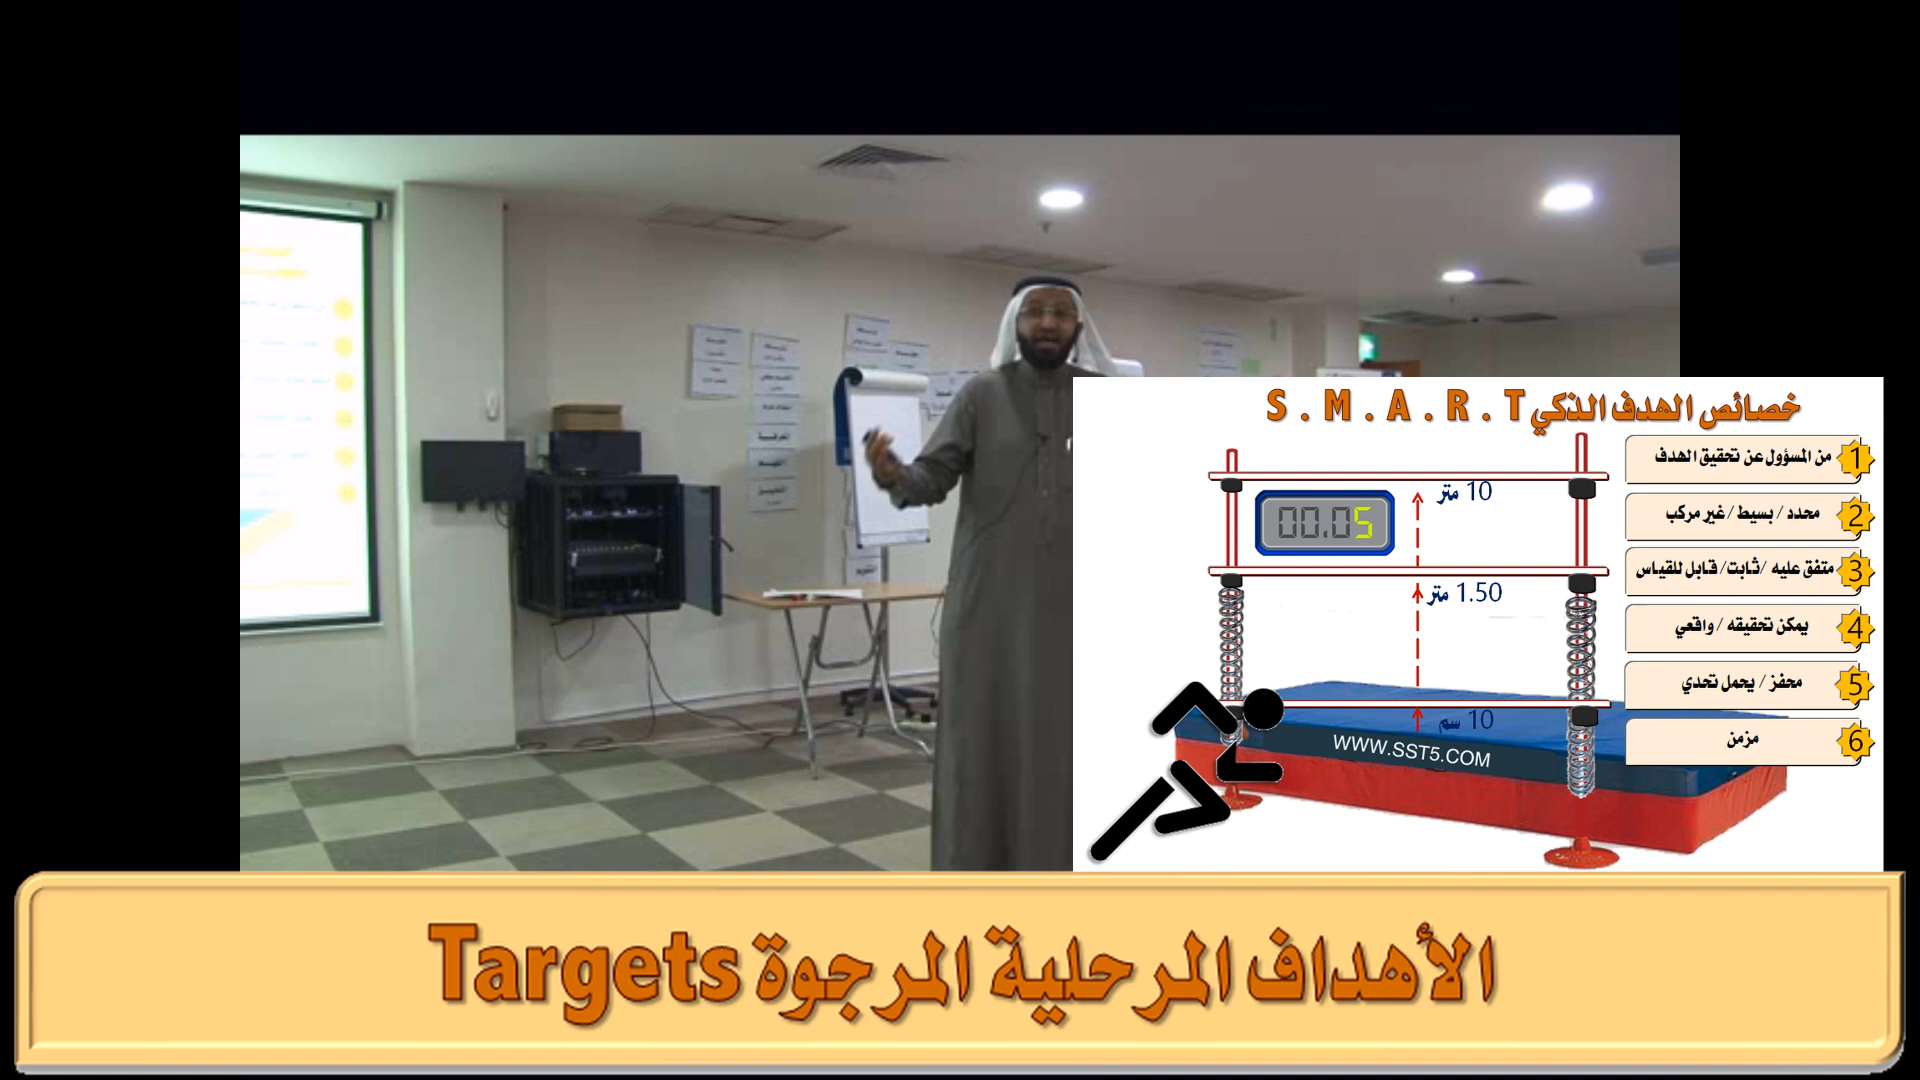 خصائص الهدف الذكي S . M . A . R . T
من المسؤول عن تحقيق الهدف 1
محدد / بسيط / غير مركب 2
متفق عليه /ثابت/ قابل للقياس 3
يمكن تحقيقه / واقعي 4
محفز / يحمل تحدي 5
مزمن 6
10 متر
00.05
1.50 متر
10 سم
WWW.SST5.COM
الأهداف المرحلية المرجوة Targets